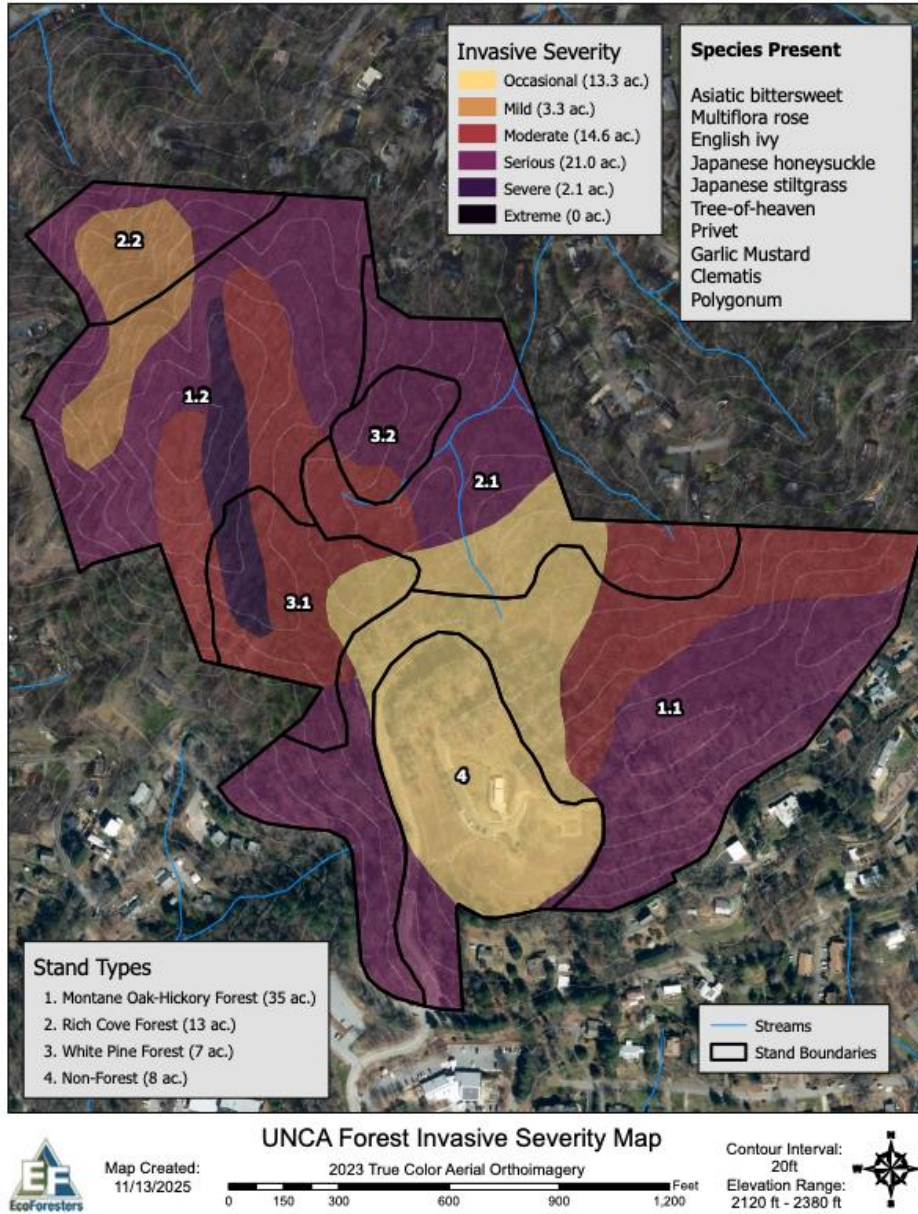 Invasive Severity
Occasional (13.3 ac.)
Mild (3.3 ac.)
Moderate (14.6 ac.)
Serious (21.0 ac.)
Severe (2.1 ac.)
Extreme (0 ac.)
Species Present
Asiatic bittersweet
Multiflora rose
English ivy
Japanese honeysuckle
Japanese stiltgrass
Tree-of-heaven
Privet
Garlic Mustard
Clematis
Polygonum
2.2
1.2
3.2
2.1
3.1
1.1
4
Stand Types
1. Montane Oak-Hickory Forest (35 ac.)
2. Rich Cove Forest (13 ac.)
3. White Pine Forest (7 ac.)
4. Non-Forest (8 ac.)
Streams
Stand Boundaries
EF
EcoForesters
Map Created:
11/13/2025
UNCA Forest Invasive Severity Map
2023 True Color Aerial Orthoimagery
0 150 300 600 900 1,200 Feet
Contour Interval:
20ft
Elevation Range:
2120 ft - 2380 ft
N
W E
S